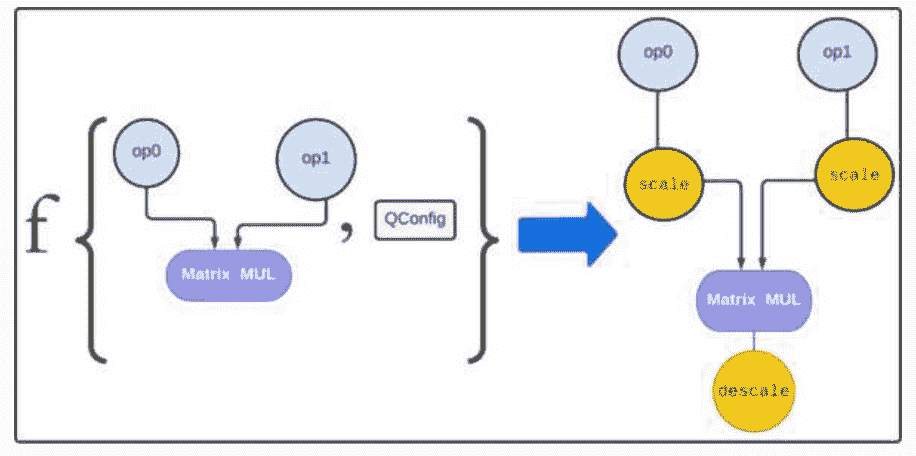 f { op0 op1 , QConfig }
Matrix MUL
op0 op1
scale scale
Matrix MUL
descale